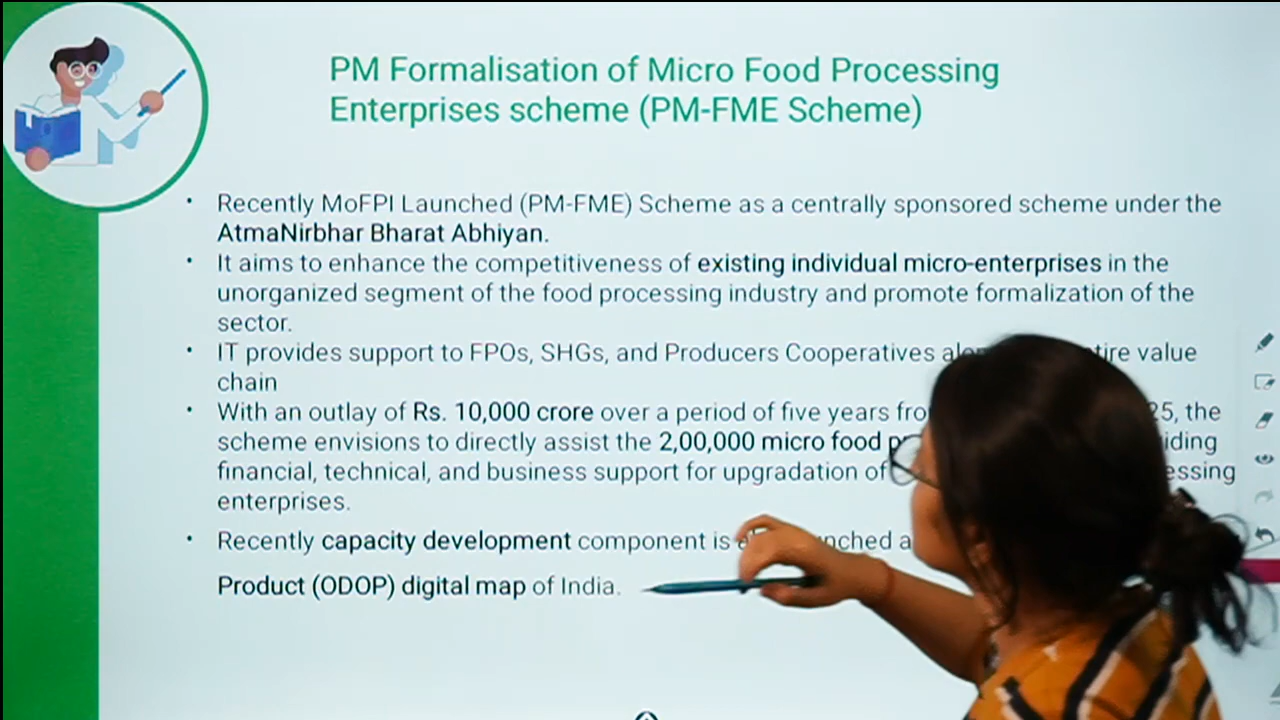 PM Formalisation of Micro Food Processing
Enterprises scheme (PM-FME Scheme)
• Recently MoFPI Launched (PM-FME) Scheme as a centrally sponsored scheme under the
AtmaNirbhar Bharat Abhiyan.
• It aims to enhance the competitiveness of existing individual micro-enterprises in the
unorganized segment of the food processing industry and promote formalization of the
sector.
• IT provides support to FPOs, SHGs, and Producers Cooperatives value
chain
• With an outlay of Rs. 10,000 crore over a period of five years the
scheme envisions to directly assist the 2,00,000 micro food
financial, technical, and business support for upgradation of
enterprises.
• Recently capacity development component is
Product (ODOP) digital map of India.